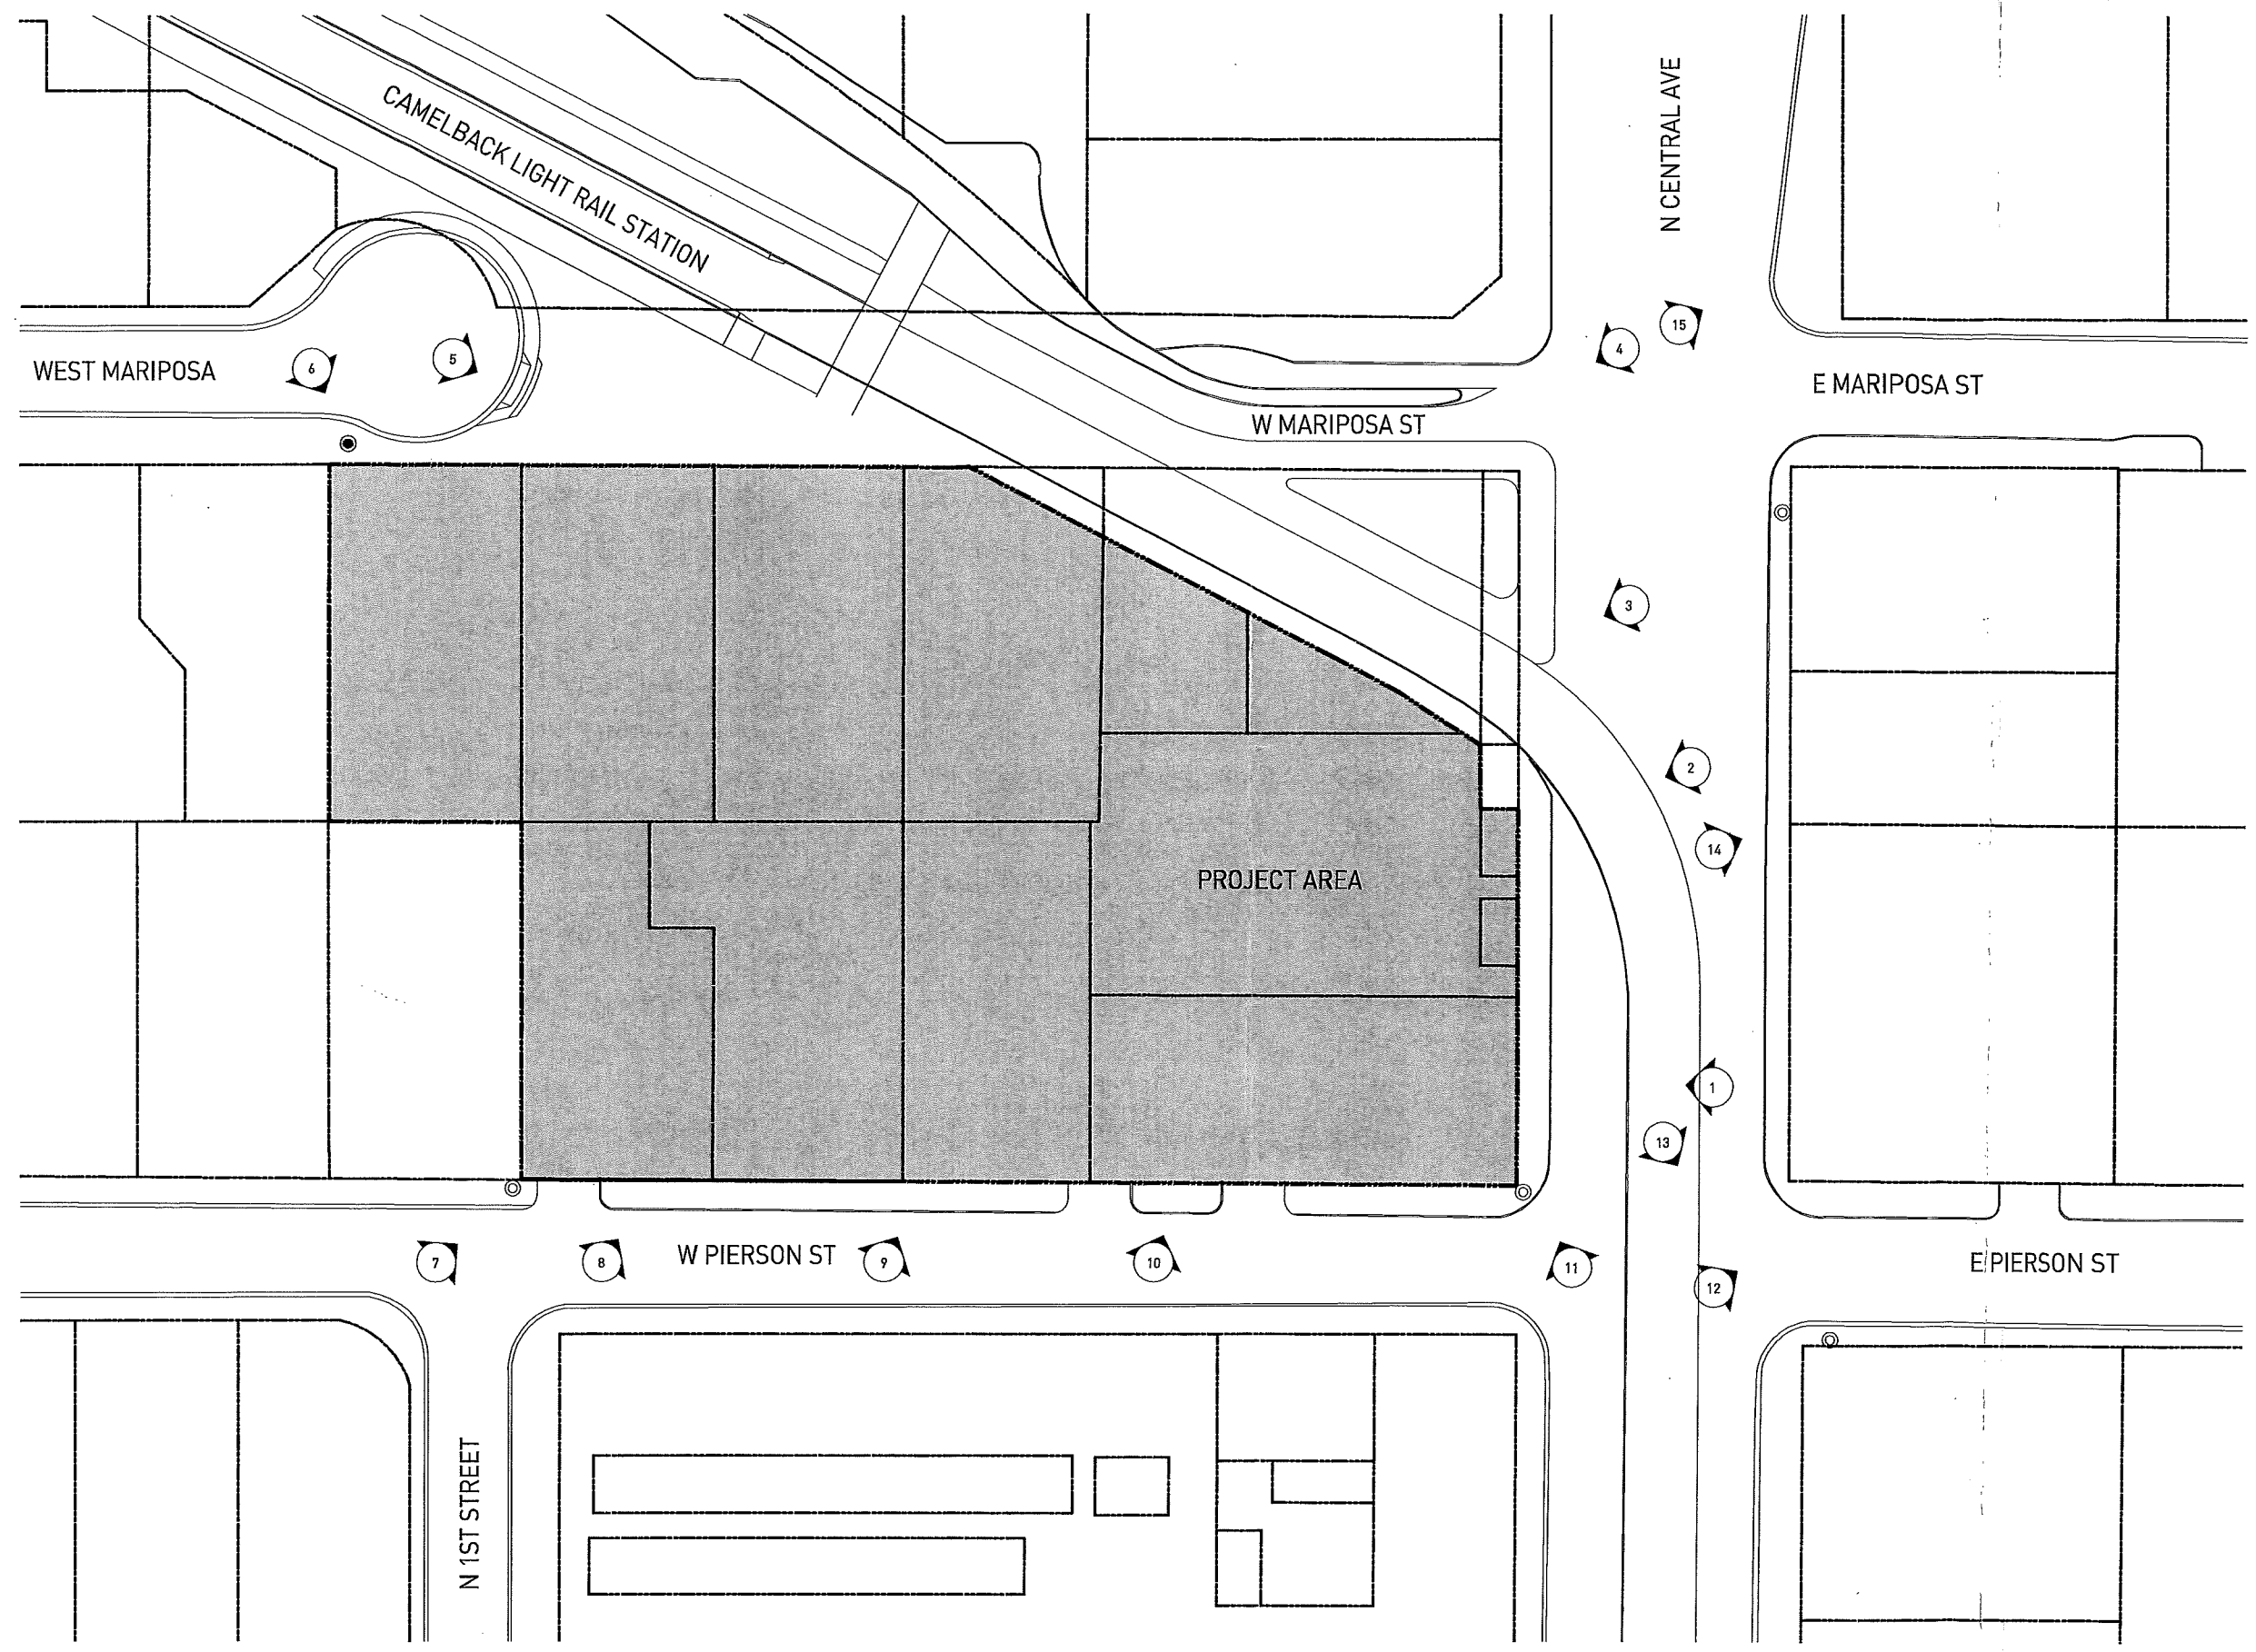 CAMELBACK LIGHT RAIL STATION
N CENTRAL AVE
15
4
5
6
WEST MARIPOSA
E MARIPOSA ST
W MARIPOSA ST
3
2
14
PROJECT AREA
1
13
W PIERSON ST
E PIERSON ST
7
8
9
10
11
12
N 1ST STREET